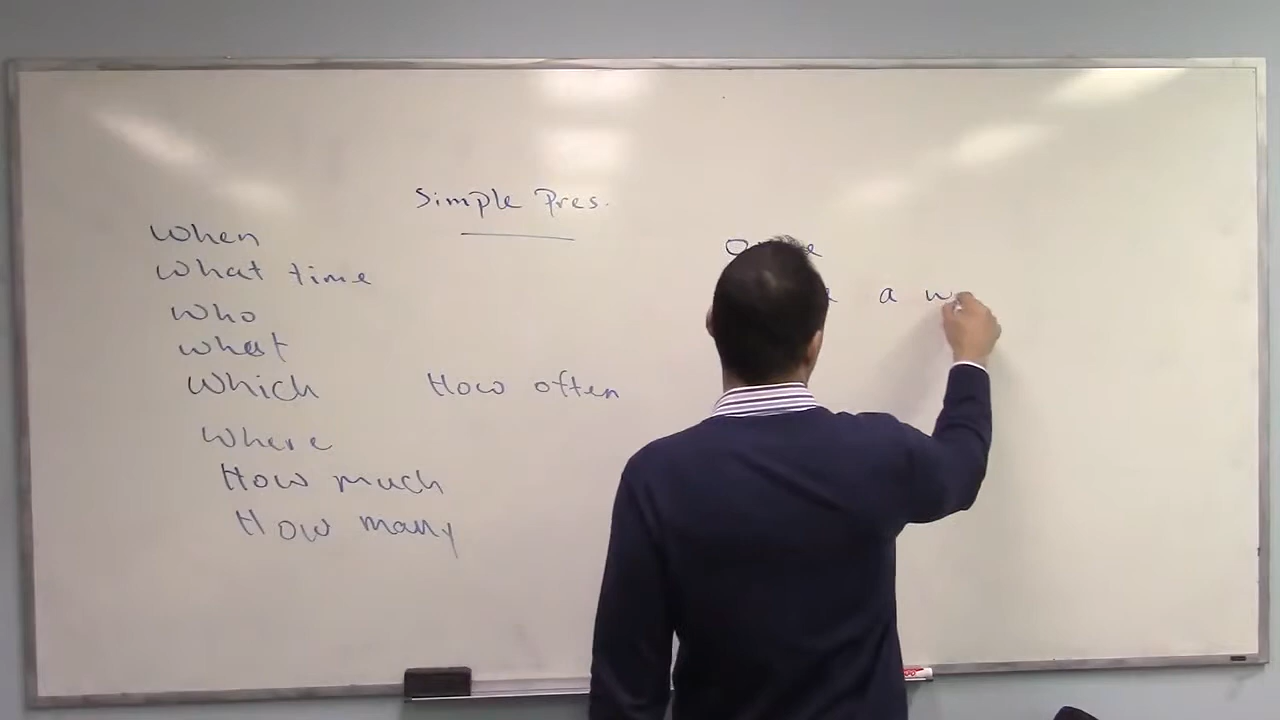 Simple Pres.
When
What time
Who
What
Which
How often
Where
How much
How many
a